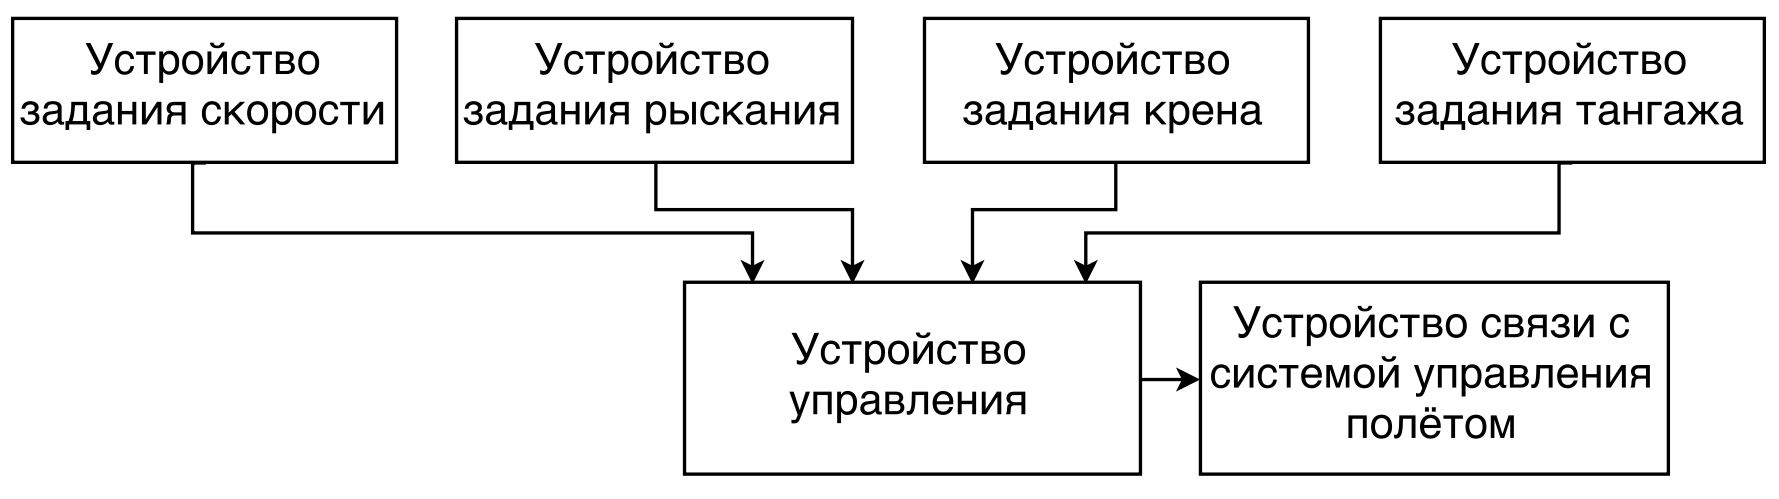 Устройство
задания скорости
Устройство
задания рыскания
Устройство
задания крена
Устройство
задания тангажа
Устройство
управления
Устройство связи с
системой управления
полётом